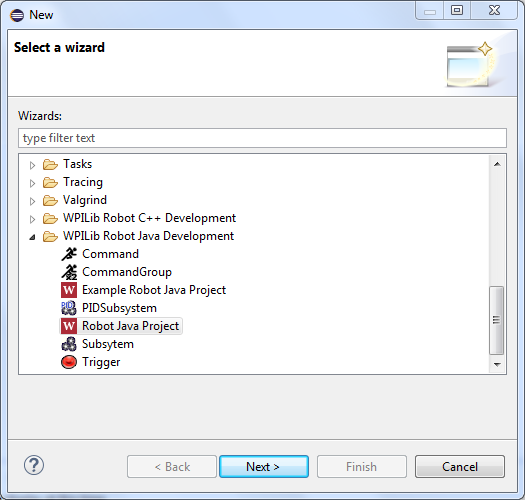 New
Select a wizard
Wizards:
type filter text
Tasks
Tracing
Valgrind
WPILib Robot C++ Development
WPILib Robot Java Development
Command
CommandGroup
W Example Robot Java Project
PID PIDSubsystem
W Robot Java Project
Subsytem
Trigger
? < Back Next > Finish Cancel